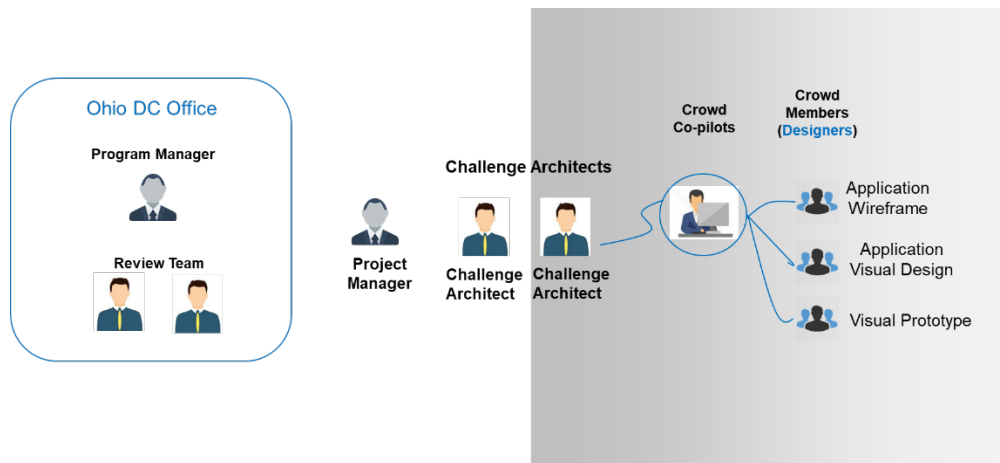 Ohio DC Office
Program Manager
Review Team
Project
Manager
Challenge Architects
Challenge
Architect
Challenge
Architect
Crowd
Co-pilots
Crowd
Members
(Designers)
Application
Wireframe
Application
Visual Design
Visual Prototype